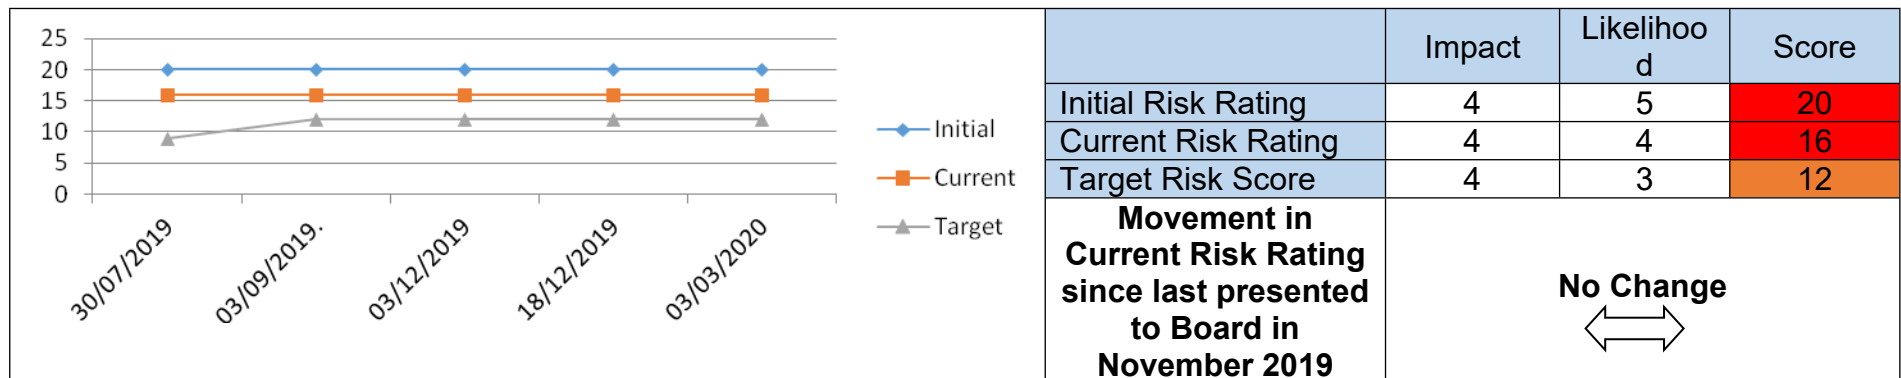 25
20
15
10
5
0
30/07/2019
03/09/2019.
03/12/2019
18/12/2019
03/03/2020
Initial
Current
Target
Impact
Likelihoo
d
Score
Initial Risk Rating
4
5
20
Current Risk Rating
4
4
16
Target Risk Score
4
3
12
Movement in
Current Risk Rating
since last presented
to Board in
November 2019
No Change